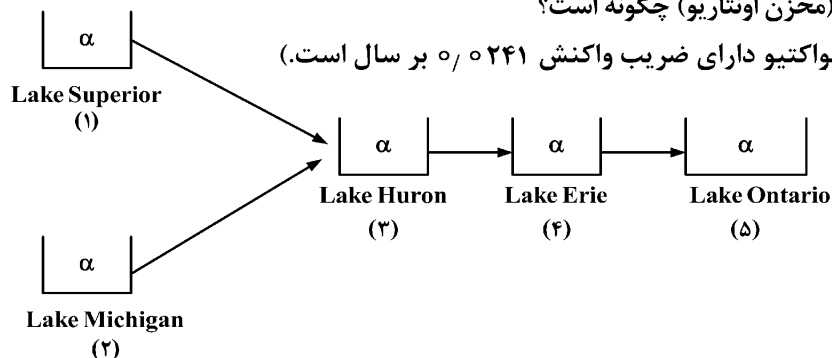 (مخزن اونتاریو) چگونه است؟
واکتیو دارای ضریب واکنش ۰٫۰۲۴۱ بر سال است.)
α
Lake Superior
(۱)
α
Lake Huron
(۳)
α
Lake Erie
(۴)
α
Lake Ontario
(۵)
α
Lake Michigan
(۲)